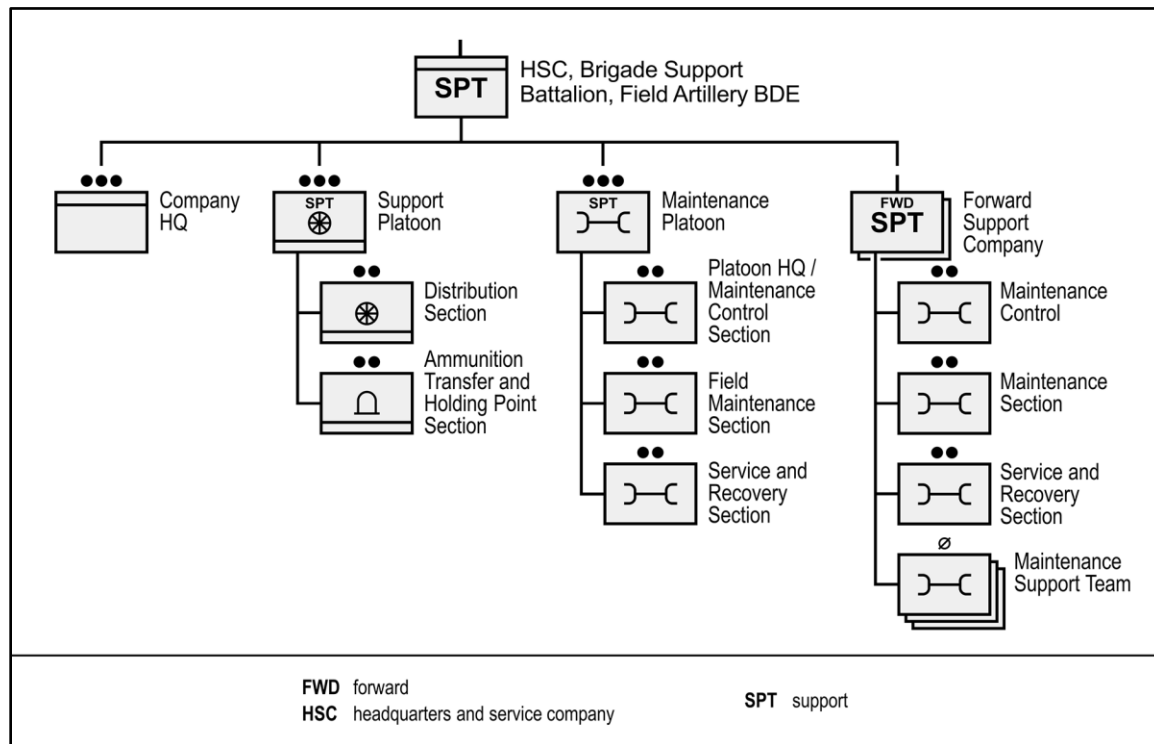 SPT
HSC, Brigade Support
Battalion, Field Artillery BDE
Company
HQ
SPT
Support
Platoon
Distribution
Section
Ammunition
Transfer and
Holding Point
Section
SPT
Maintenance
Platoon
Platoon HQ /
Maintenance
Control
Section
Field
Maintenance
Section
Service and
Recovery
Section
FWD
SPT
Forward
Support
Company
Maintenance
Control
Maintenance
Section
Service and
Recovery
Section
Ø
Maintenance
Support Team
FWD forward
HSC headquarters and service company
SPT support